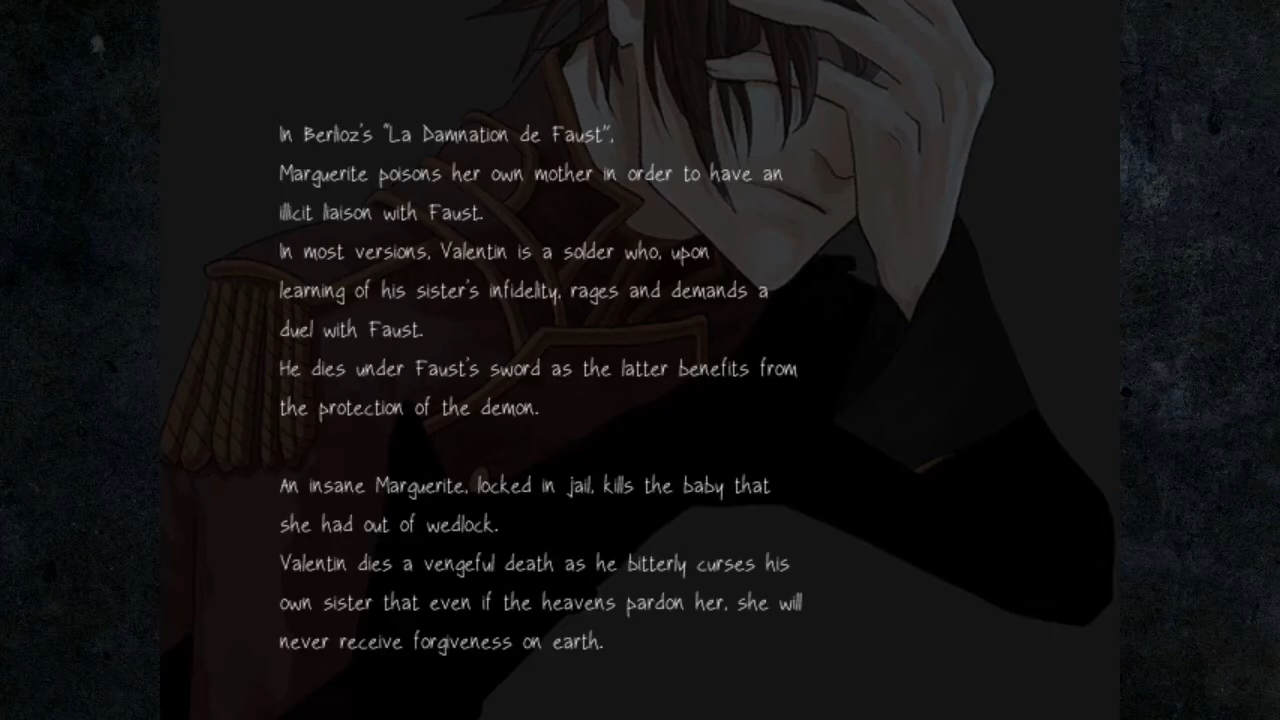 In Berlioz's "La Damnation de Faust",
Marguerite poisons her own mother in order to have an
illicit liaison with Faust.
In most versions, Valentin is a solder who, upon
learning of his sister's infidelity, rages and demands a
duel with Faust.
He dies under Faust's sword as the latter benefits from
the protection of the demon.
An insane Marguerite, locked in jail, kills the baby that
she had out of wedlock.
Valentin dies a vengeful death as he bitterly curses his
own sister that even if the heavens pardon her, she will
never receive forgiveness on earth.